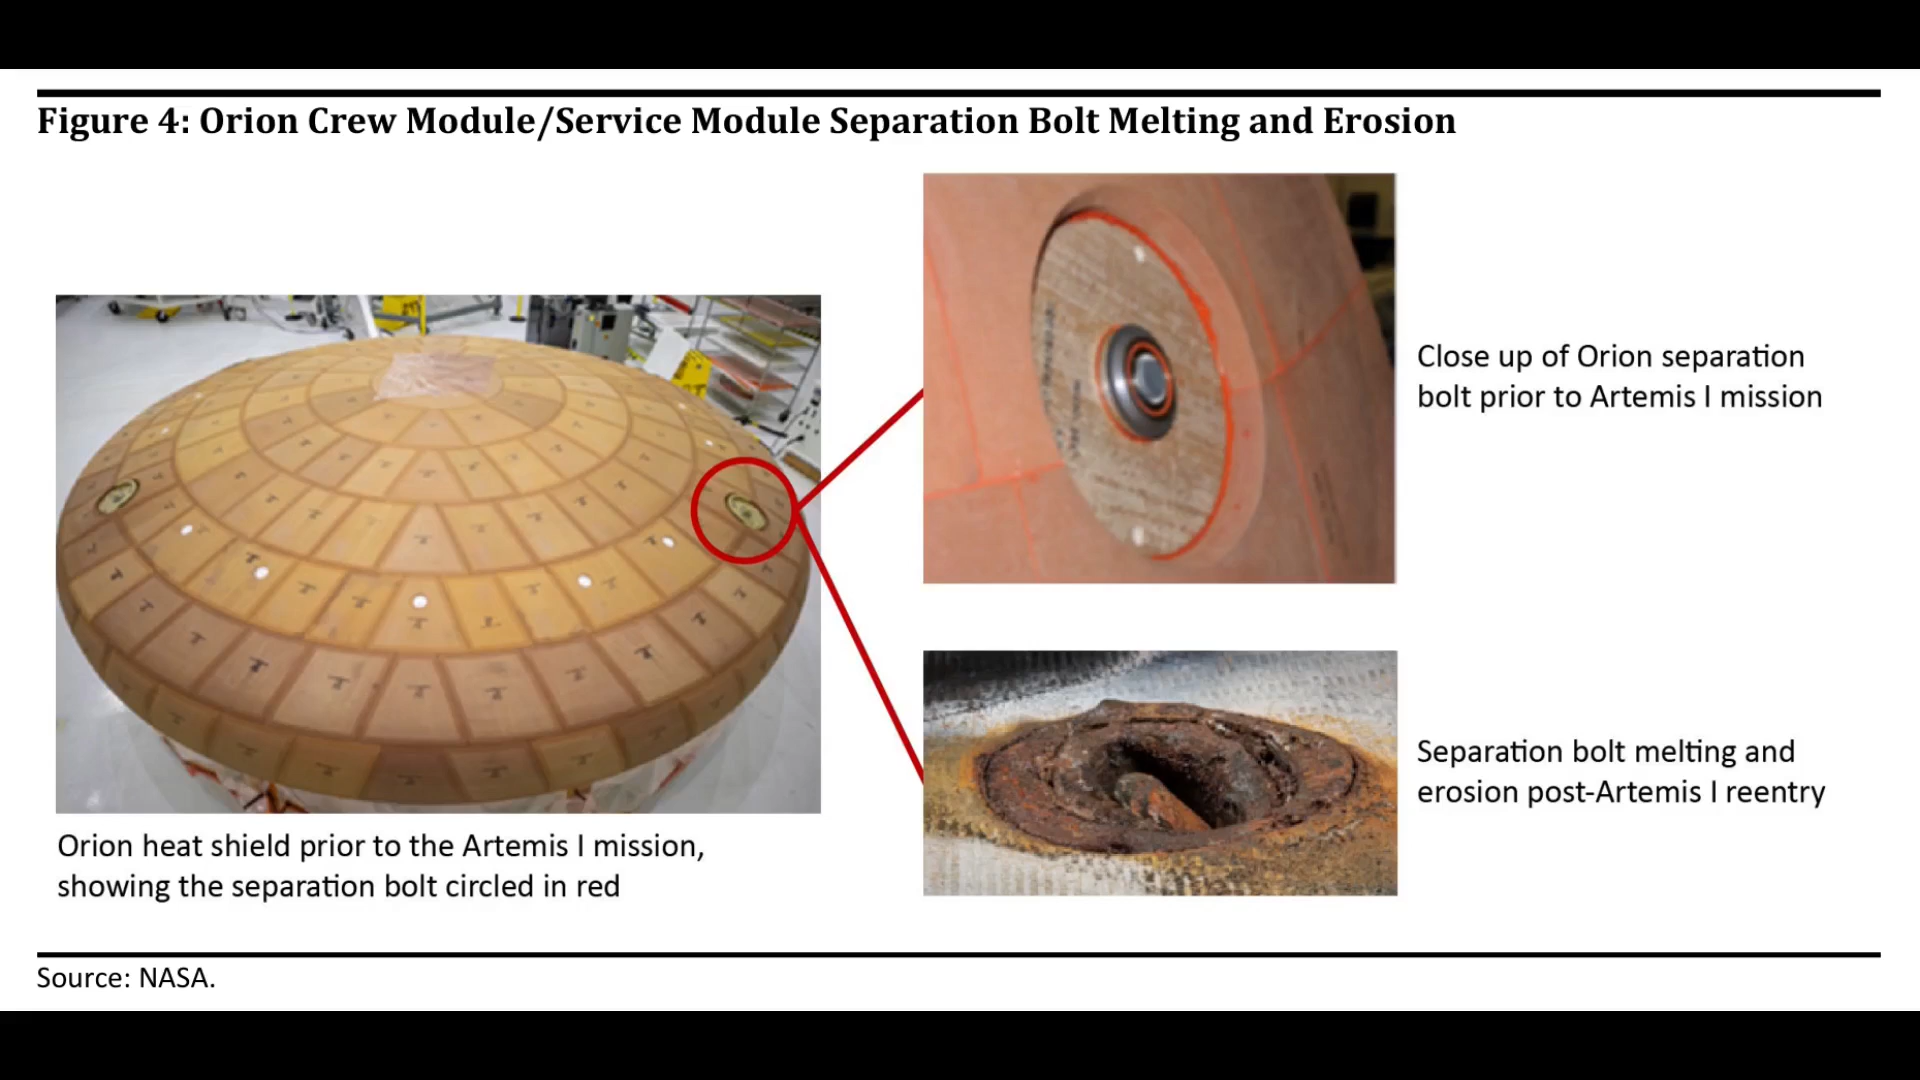 Figure 4: Orion Crew Module/Service Module Separation Bolt Melting and Erosion
Close up of Orion separation
bolt prior to Artemis I mission
Separation bolt melting and
erosion post-Artemis I reentry
Orion heat shield prior to the Artemis I mission,
showing the separation bolt circled in red
Source: NASA.